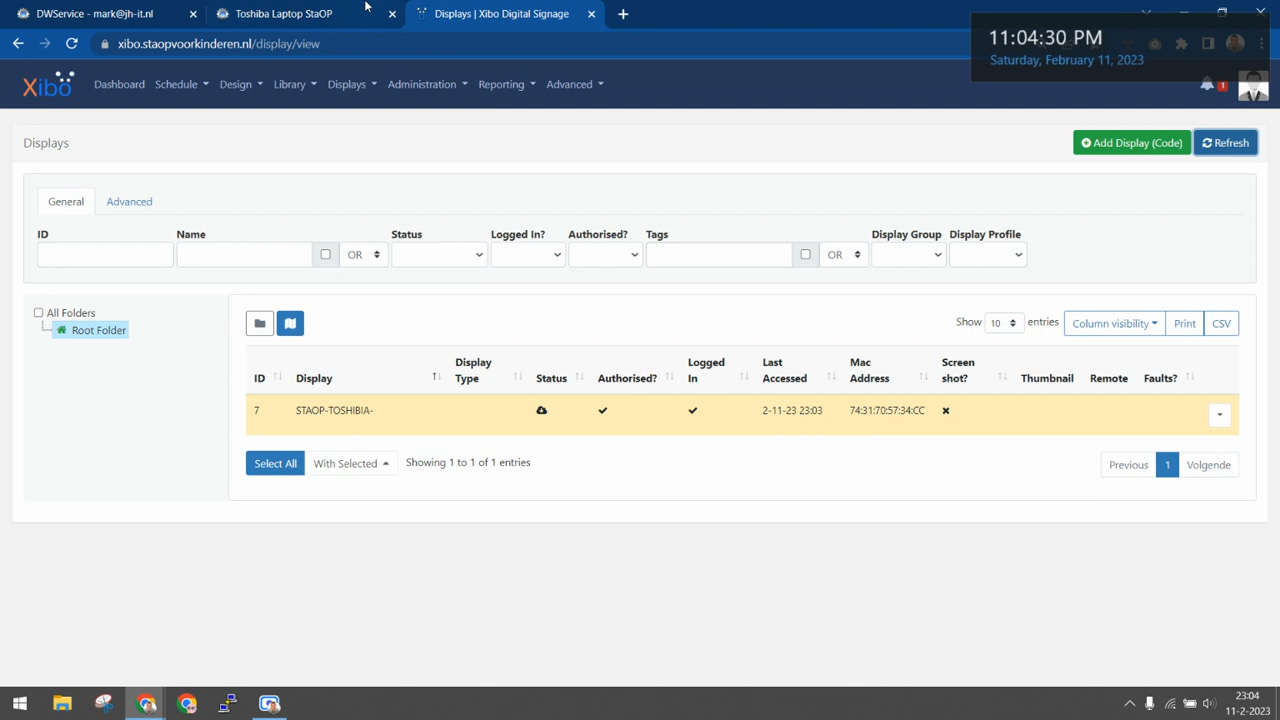 DWService - mark@jh-it.nl
Toshiba Laptop StaOP
Displays | Xibo Digital Signage
11:04:30 PM
Saturday, February 11, 2023
xibo.staopvoorkinderen.nl/display/view
Xibo
Dashboard
Schedule
Design
Library
Displays
Administration
Reporting
Advanced
1
Displays
Add Display (Code)
Refresh
General
Advanced
ID
Name
Status
Logged In?
Authorised?
Tags
Display Group
Display Profile
OR
OR
All Folders
Root Folder
Show 10 entries
Column visibility
Print
CSV
ID
Display
Display Type
Status
Authorised?
Logged In
Last Accessed
Mac Address
Screen shot?
Thumbnail
Remote
Faults?
7
STAOP-TOSHIBIA-
2-11-23 23:03
74:31:70:57:34:CC
Select All
With Selected
Showing 1 to 1 of 1 entries
Previous
1
Volgende
23:04
11-2-2023